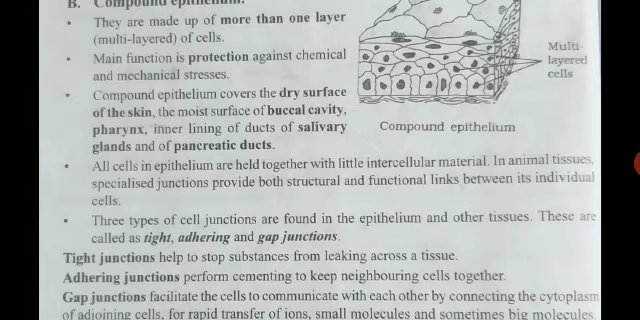 B. Compound epithelium:
• They are made up of more than one layer
(multi-layered) of cells.
• Main function is protection against chemical
and mechanical stresses.
• Compound epithelium covers the dry surface
of the skin, the moist surface of buccal cavity,
pharynx, inner lining of ducts of salivary
glands and of pancreatic ducts.
Multi-
layered
cells
Compound epithelium
• All cells in epithelium are held together with little intercellular material. In animal tissues,
specialised junctions provide both structural and functional links between its individual
cells.
• Three types of cell junctions are found in the epithelium and other tissues. These are
called as tight, adhering and gap junctions.
Tight junctions help to stop substances from leaking across a tissue.
Adhering junctions perform cementing to keep neighbouring cells together.
Gap junctions facilitate the cells to communicate with each other by connecting the cytoplasm
of adjoining cells, for rapid transfer of ions, small molecules and sometimes big molecules